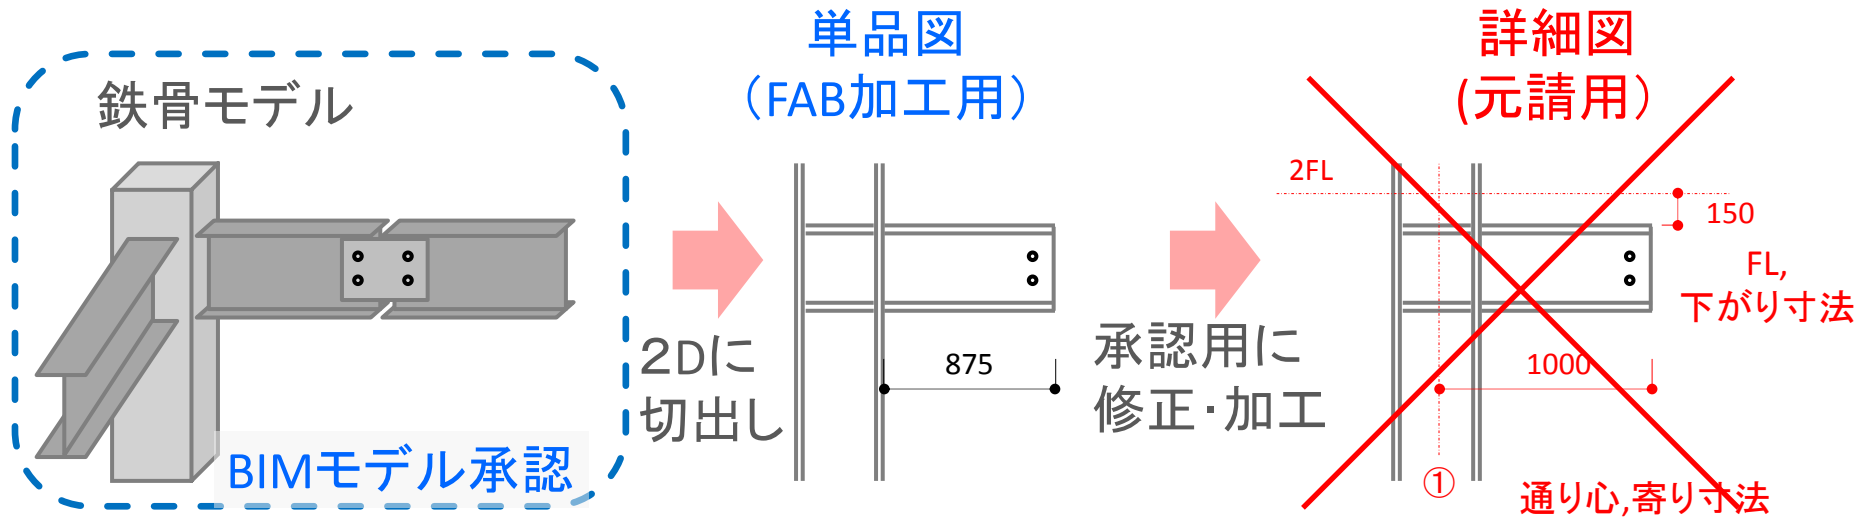 鉄骨モデル
BIMモデル承認
2Dに
切出し
単品図
（FAB加工用）
875
承認用に
修正・加工
詳細図
(元請用）
2FL
150
FL,
下がり寸法
1000
①
通り心,寄り寸法